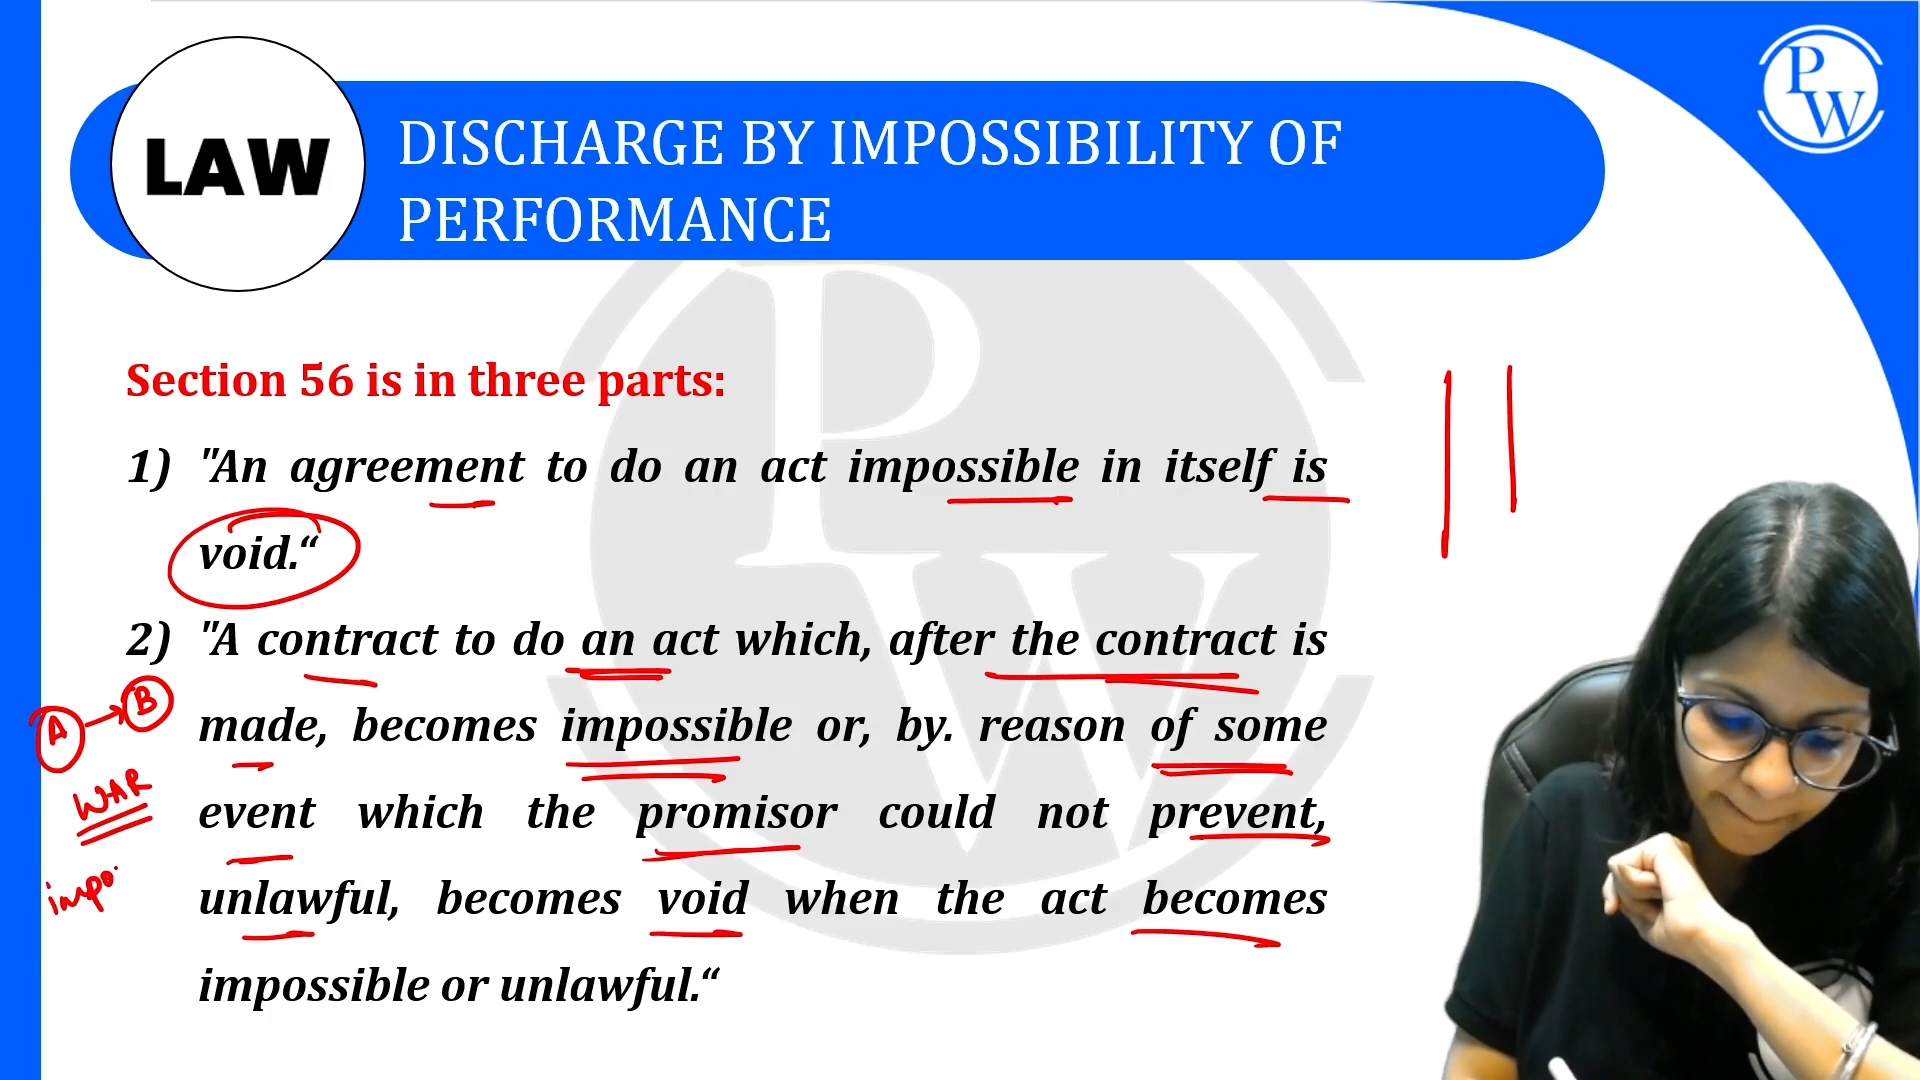 LAW
DISCHARGE BY IMPOSSIBILITY OF
PERFORMANCE
PW
Section 56 is in three parts:
1) "An agreement to do an act impossible in itself is
void.“
2) "A contract to do an act which, after the contract is
made, becomes impossible or, by. reason of some
event which the promisor could not prevent,
unlawful, becomes void when the act becomes
impossible or unlawful.“
A → B
WAR
impo.
PW